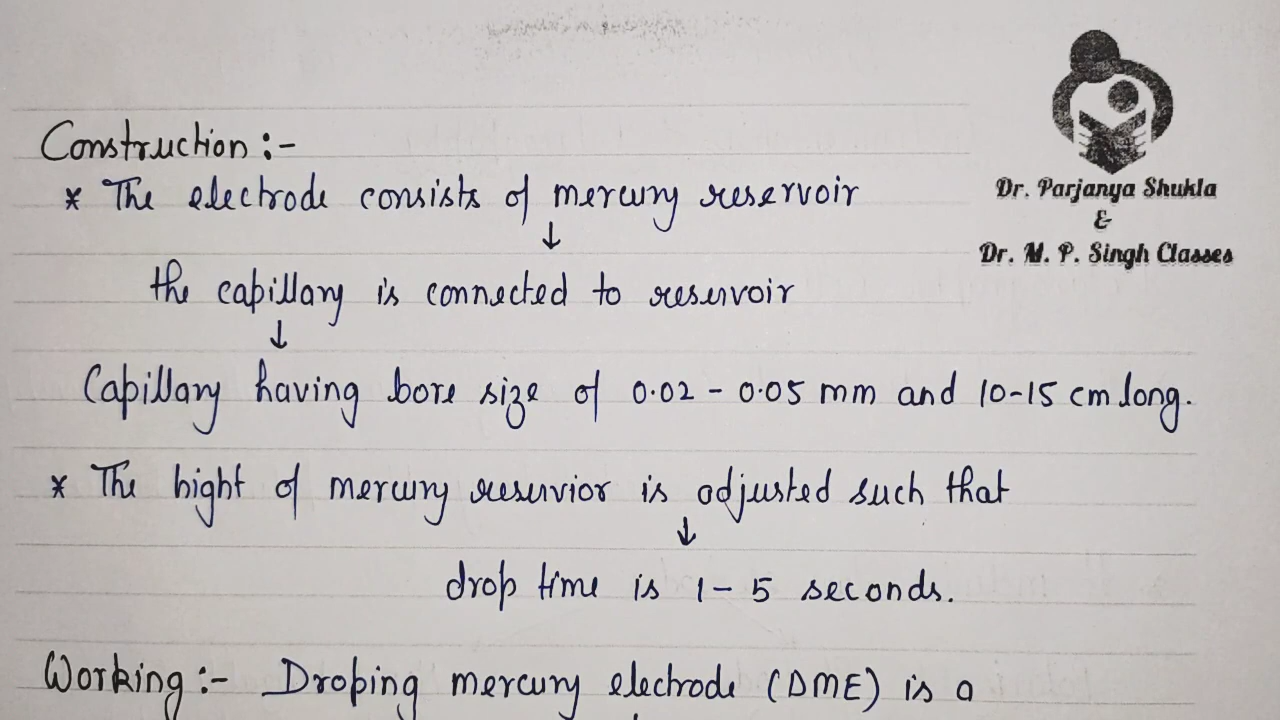 Construction :-
* The electrode consists of mercury reservoir
↓
the capillary is connected to reservoir
↓
Capillary having bore size of 0.02 - 0.05 mm and 10-15 cm long.
* The hight of mercury reservior is adjusted such that
↓
drop time is 1 - 5 seconds.
Working :- Droping mercury electrode (DME) is a
Dr. Parjanya Shukla
&
Dr. M. P. Singh Classes